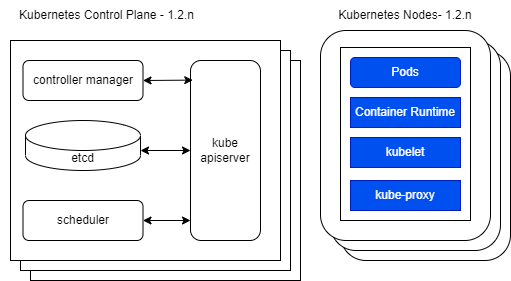 Kubernetes Control Plane - 1.2.n
controller manager
etcd
scheduler
kube
apiserver
Kubernetes Nodes- 1.2.n
Pods
Container Runtime
kubelet
kube-proxy